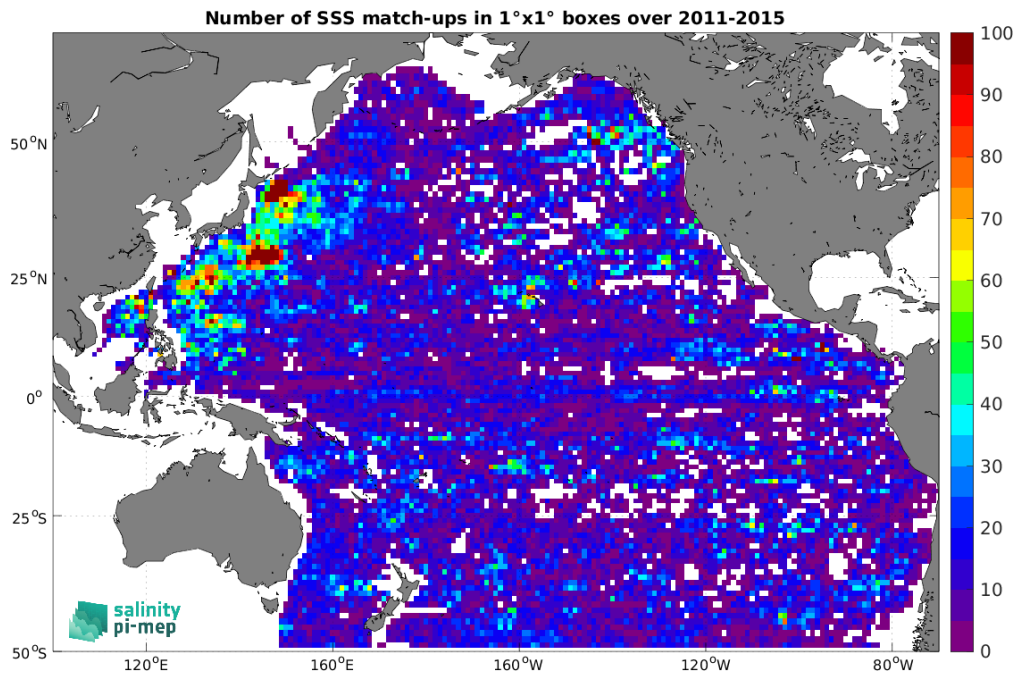 Number of SSS match-ups in 1°x1° boxes over 2011-2015
100
90
80
70
60
50
40
30
20
10
0
50°N
25°N
0°
25°S
50°S
120°E
160°E
160°W
120°W
80°W
salinity
pi-mep